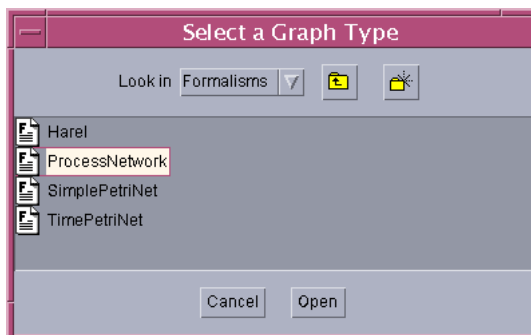 Select a Graph Type
Look in Formalisms
Harel
ProcessNetwork
SimplePetriNet
TimePetriNet
Cancel Open